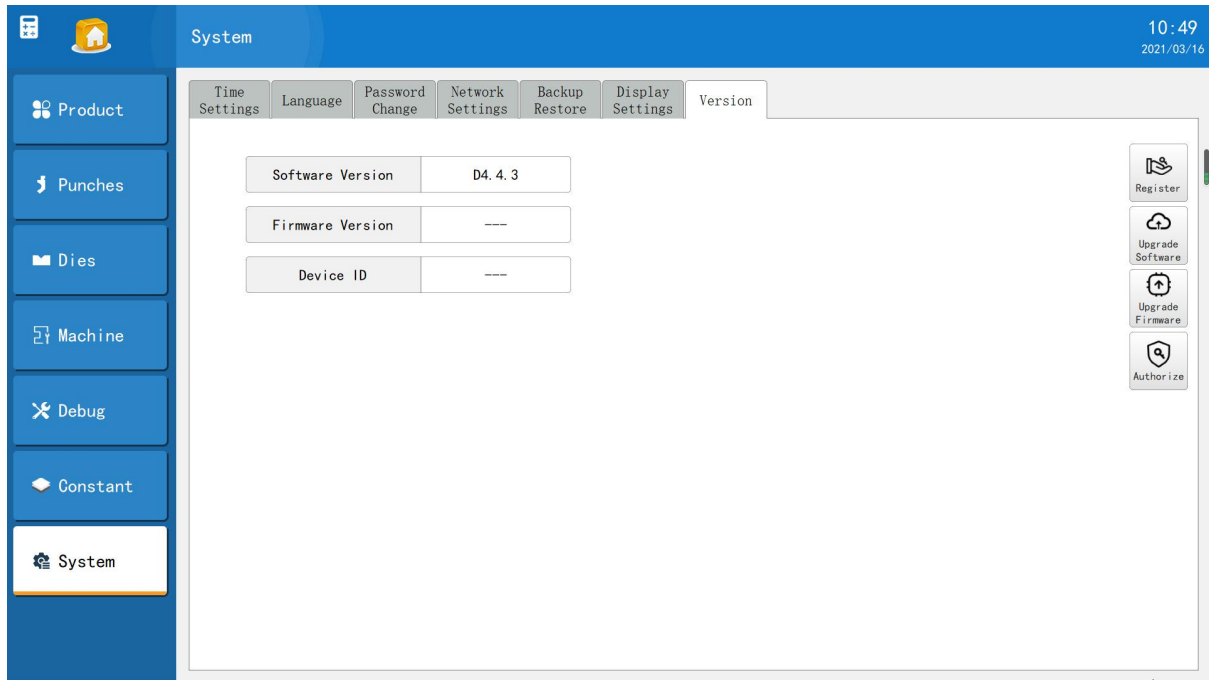 System
10:49
2021/03/16
Product
Punches
Dies
Machine
Debug
Constant
System
Time
Settings
Language
Password
Change
Network
Settings
Backup
Restore
Display
Settings
Version
Software Version
D4.4.3
Firmware Version
---
Device ID
---
Register
Upgrade
Software
Upgrade
Firmware
Authorize